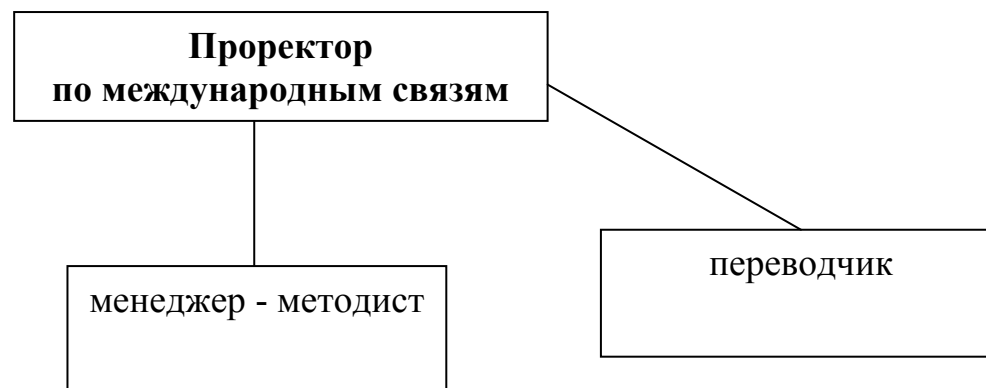 Проректор
по международным связям
переводчик
менеджер - методист